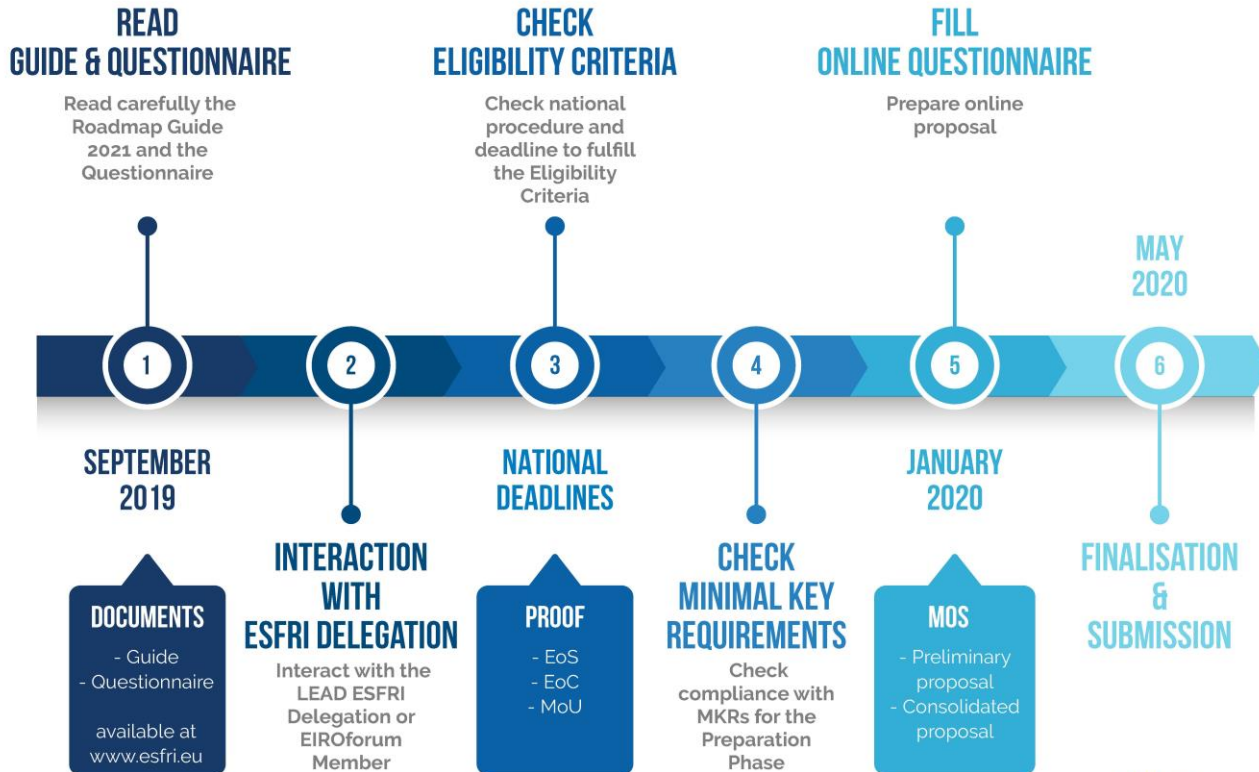 READ
GUIDE & QUESTIONNAIRE
Read carefully the
Roadmap Guide
2021 and the
Questionnaire
CHECK
ELIGIBILITY CRITERIA
Check national
procedure and
deadline to fulfill
the Eligibility
Criteria
FILL
ONLINE QUESTIONNAIRE
Prepare online
proposal
MAY
2020
1
2
3
4
5
6
SEPTEMBER
2019
DOCUMENTS
- Guide
- Questionnaire
available at
www.esfri.eu
INTERACTION
WITH
ESFRI DELEGATION
Interact with the
LEAD ESFRI
Delegation or
EIROforum
Member
NATIONAL
DEADLINES
PROOF
- EoS
- EoC
- MoU
CHECK
MINIMAL KEY
REQUIREMENTS
Check
compliance with
MKRs for the
Preparation
Phase
JANUARY
2020
MOS
- Preliminary
proposal
- Consolidated
proposal
FINALISATION
&
SUBMISSION